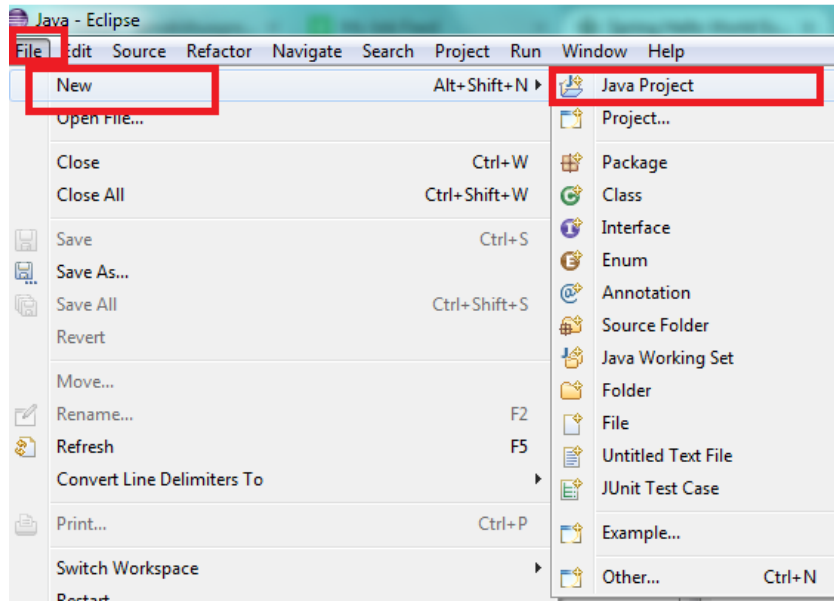 Java - Eclipse
File Edit Source Refactor Navigate Search Project Run Window Help
New Alt+Shift+N
Open File...
Close Ctrl+W
Close All Ctrl+Shift+W
Save Ctrl+S
Save As...
Save All Ctrl+Shift+S
Revert
Move...
Rename... F2
Refresh F5
Convert Line Delimiters To
Print... Ctrl+P
Switch Workspace
Restart
Java Project
Project...
Package
Class
Interface
Enum
Annotation
Source Folder
Java Working Set
Folder
File
Untitled Text File
JUnit Test Case
Example...
Other... Ctrl+N